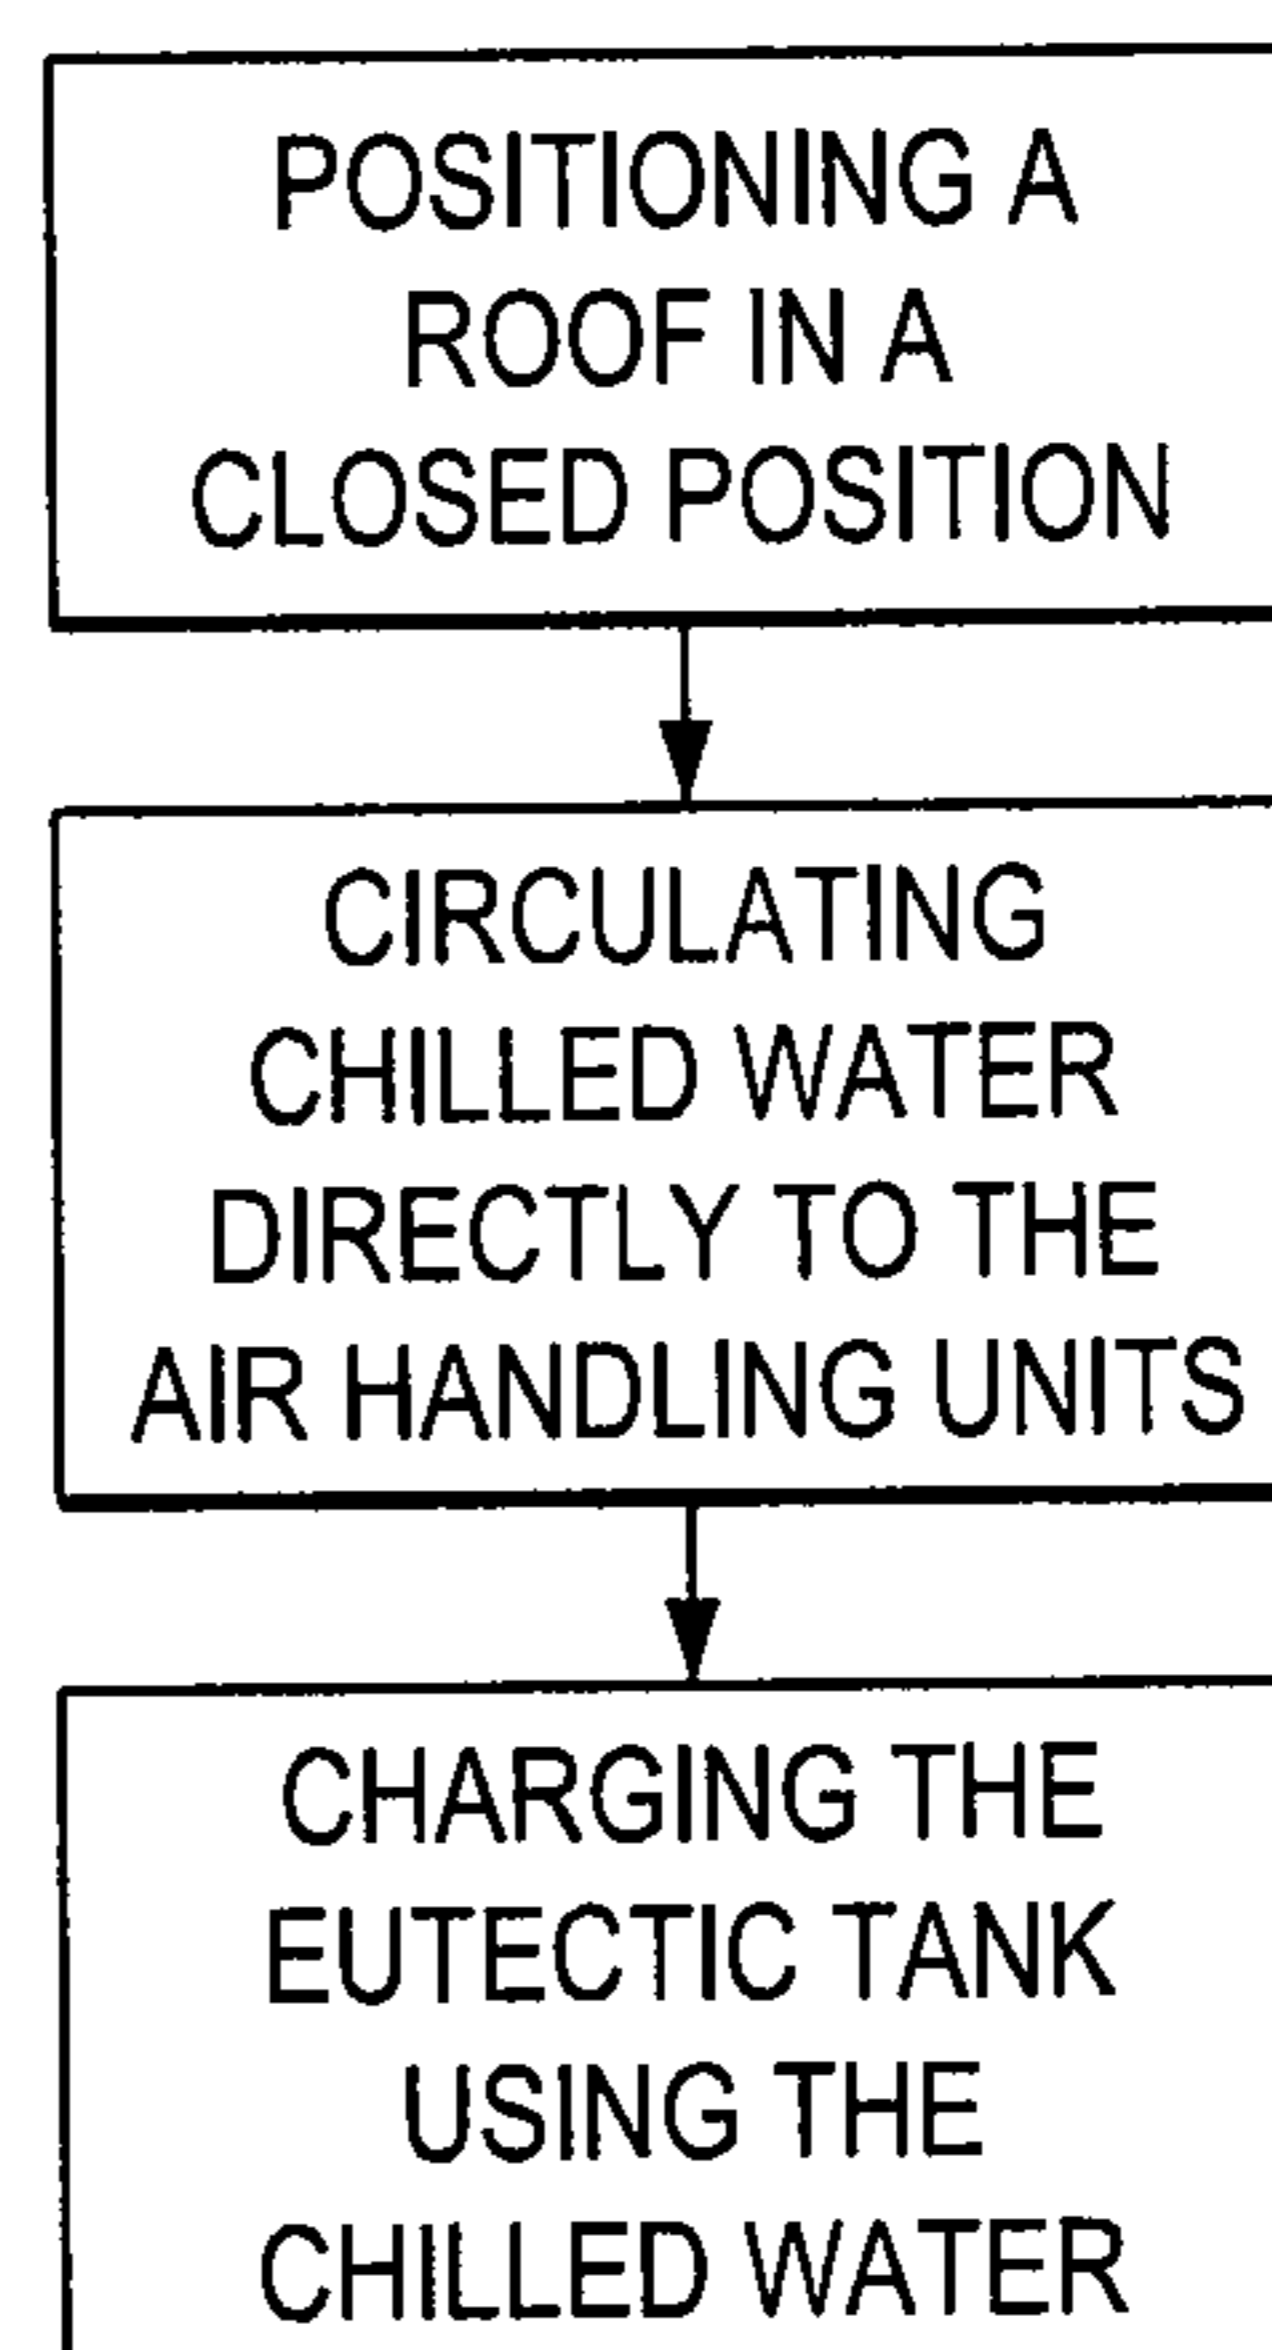 POSITIONING A
ROOF IN A
CLOSED POSITION
CIRCULATING
CHILLED WATER
DIRECTLY TO THE
AIR HANDLING UNITS
CHARGING THE
EUTECTIC TANK
USING THE
CHILLED WATER